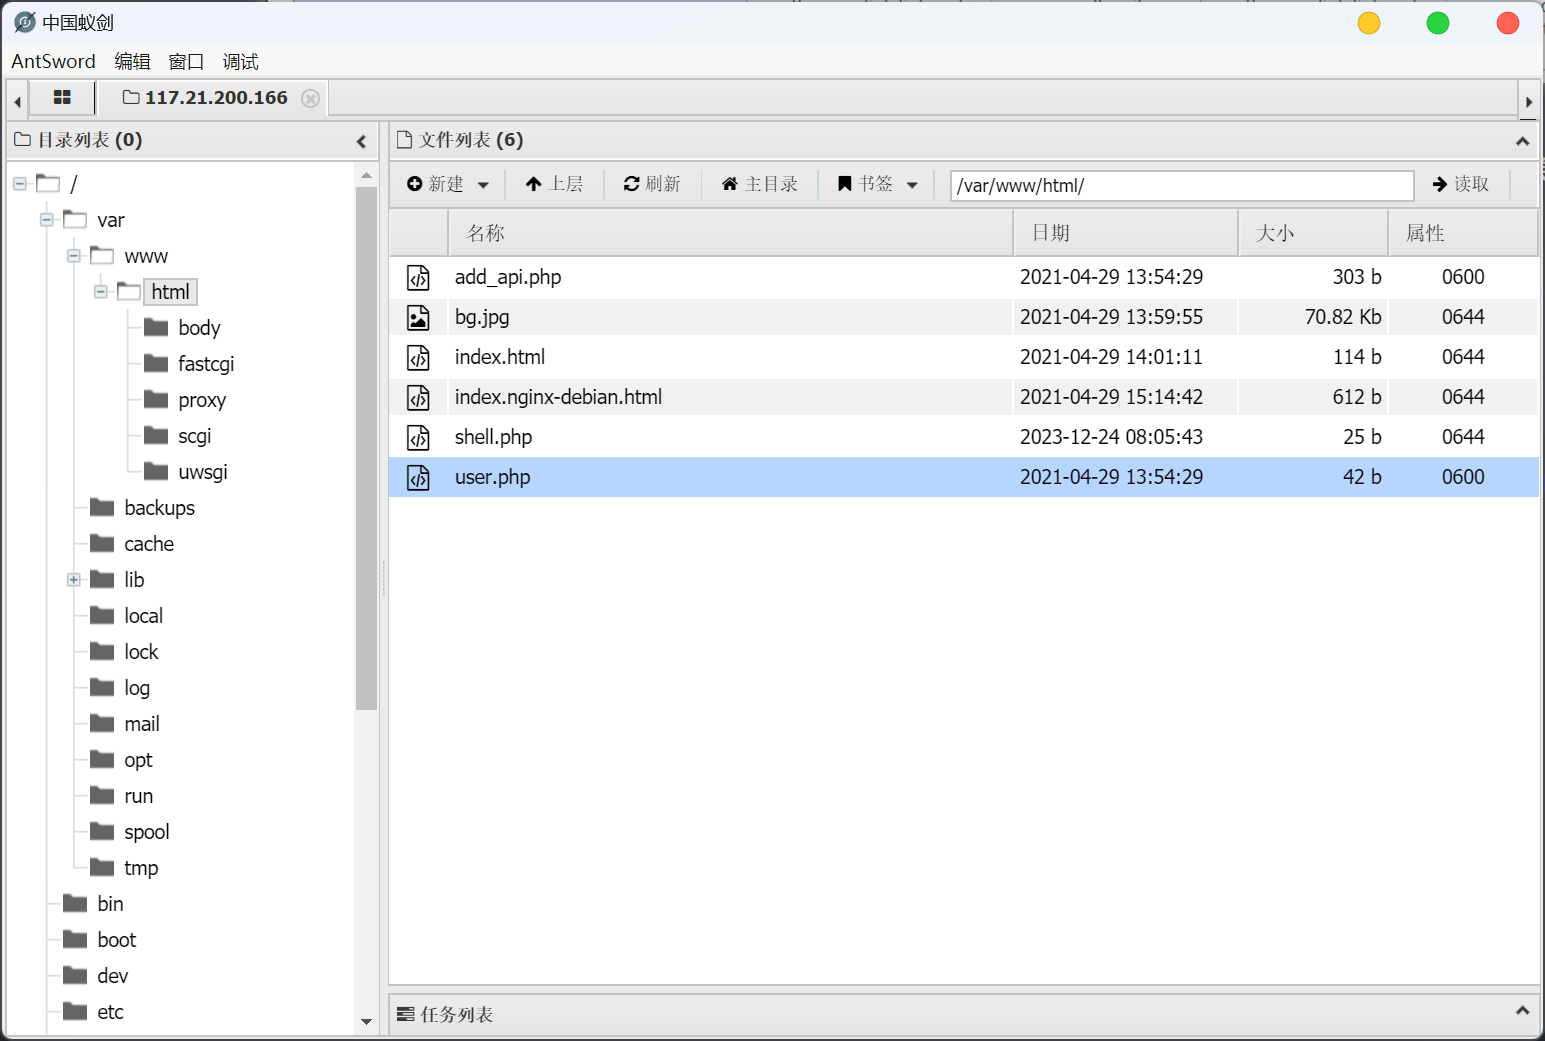 中国蚁剑
AntSword 编辑 窗口 调试
117.21.200.166
目录列表 (0)
/
var
www
html
body
fastcgi
proxy
scgi
uwsgi
backups
cache
lib
local
lock
log
mail
opt
run
spool
tmp
bin
boot
dev
etc
文件列表 (6)
新建 上层 刷新 主目录 书签 /var/www/html/ 读取
名称 日期 大小 属性
add_api.php 2021-04-29 13:54:29 303 b 0600
bg.jpg 2021-04-29 13:59:55 70.82 Kb 0644
index.html 2021-04-29 14:01:11 114 b 0644
index.nginx-debian.html 2021-04-29 15:14:42 612 b 0644
shell.php 2023-12-24 08:05:43 25 b 0644
user.php 2021-04-29 13:54:29 42 b 0600
任务列表